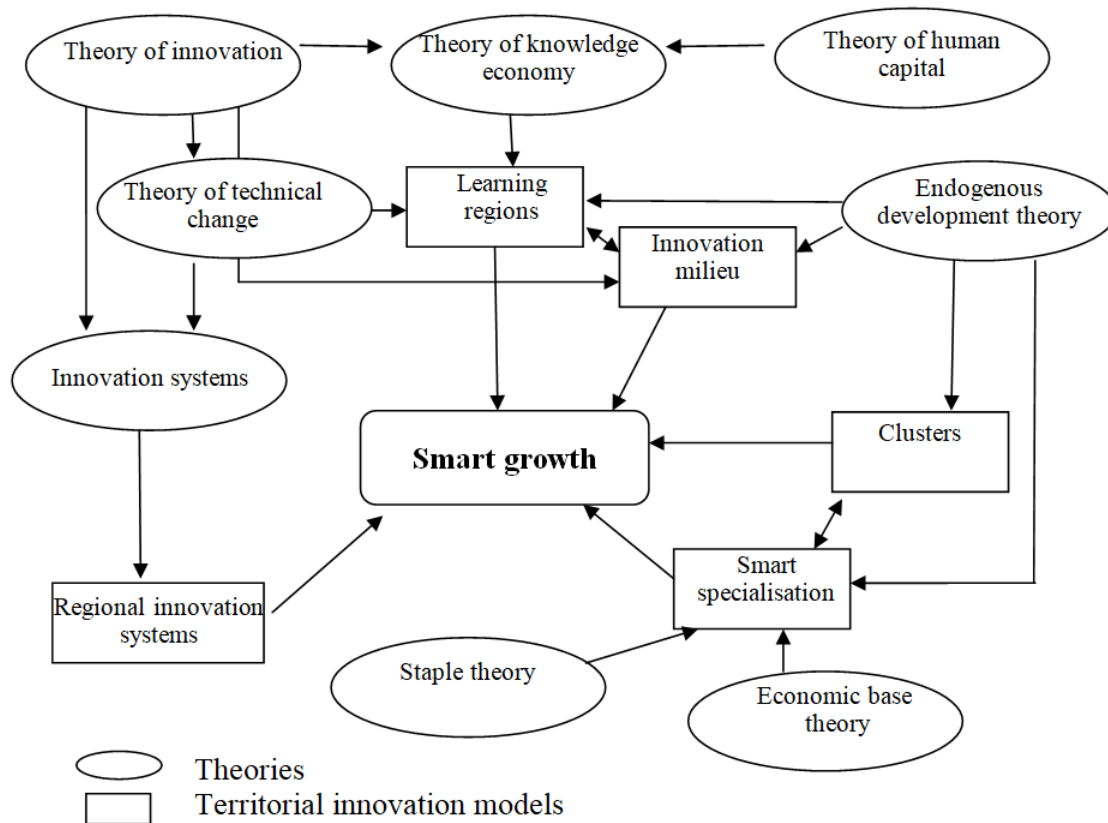 Theory of innovation
Theory of knowledge
economy
Theory of human
capital
Theory of technical
change
Learning
regions
Endogenous
development theory
Innovation
milieu
Innovation systems
Smart growth
Clusters
Regional innovation
systems
Smart
specialisation
Staple theory
Economic base
theory
Theories
Territorial innovation models